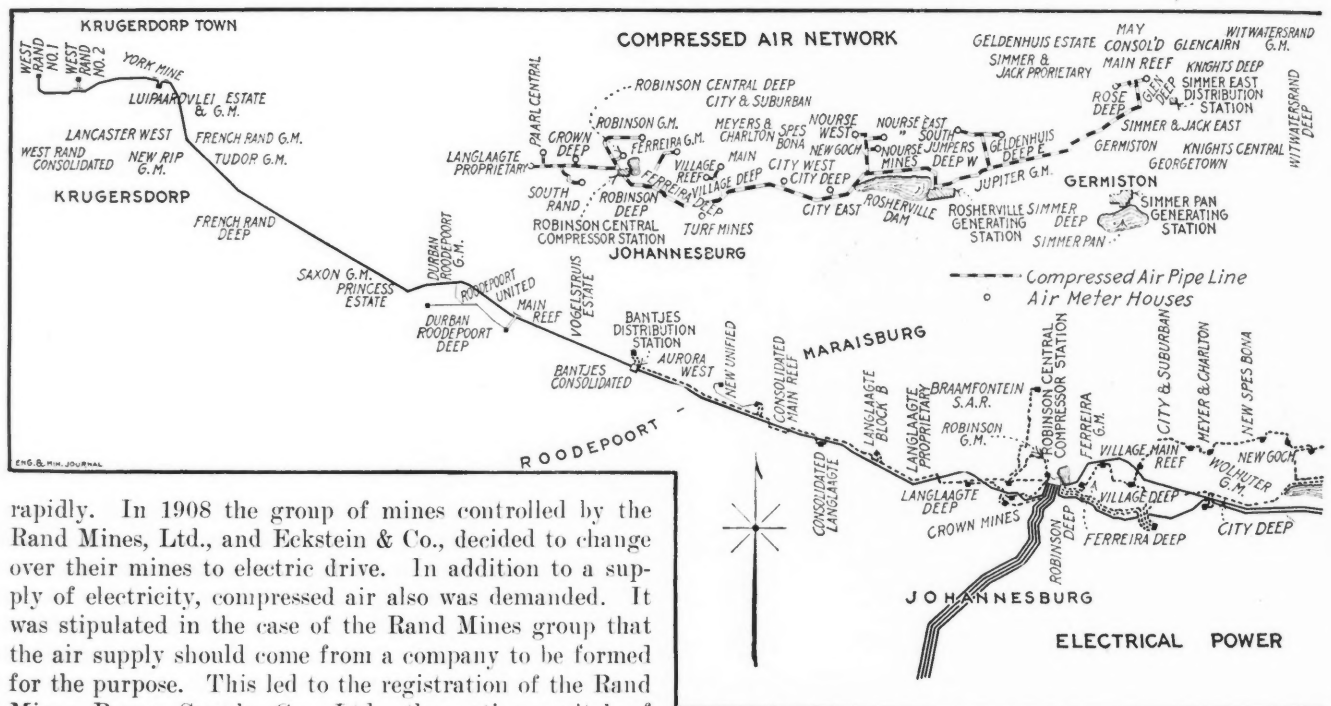 KRUGERDORP TOWN
WEST RAND NO.1
WEST RAND NO.2
YORK MINE
LUIPAARDVLEI ESTATE & G.M.
LANCASTER WEST
WEST RAND CONSOLIDATED
NEW RIP G.M.
FRENCH RAND G.M.
TUDOR G.M.
KRUGERSDORP
FRENCH RAND DEEP
SAXON G.M.
PRINCESS ESTATE
DURBAN ROODEPOORT G.M.
ROODEPOORT UNITED
DURBAN ROODEPOORT DEEP
MAIN REEF
VOGELSTRUIS ESTATE
BANTJES DISTRIBUTION STATION
BANTJES CONSOLIDATED
AURORA WEST
NEW UNIFIED
CONSOLIDATED MAIN REEF
MARAISBURG
ROODEPOORT
CONSOLIDATED LANGLAAGTE
LANGLAAGTE BLOCK B
LANGLAAGTE PROPRIETARY
LANGLAAGTE DEEP
BRAAMFONTEIN S.A.R.
ROBINSON G.M.
CROWN MINES
ROBINSON CENTRAL COMPRESSOR STATION
ROBINSON DEEP
FERREIRA G.M.
VILLAGE MAIN REEF
VILLAGE DEEP
FERREIRA DEEP
CITY & SUBURBAN
MEYER & CHARLTON
NEW SPES BONA
WOLHUTER G.M.
NEW GOCH
CITY DEEP
JOHANNESBURG
ELECTRICAL POWER
COMPRESSED AIR NETWORK
LANGLAAGTE PROPRIETARY
PAARL CENTRAL
CROWN DEEP
SOUTH RAND
ROBINSON CENTRAL DEEP
CITY & SUBURBAN
ROBINSON G.M.
FERREIRA G.M.
FERREIRA DEEP
ROBINSON DEEP
ROBINSON CENTRAL COMPRESSOR STATION
JOHANNESBURG
VILLAGE REEF
MAIN
VILLAGE DEEP
TURF MINES
MEYERS & CHARLTON
SPES BONA
CITY WEST
CITY DEEP
CITY EAST
NOURSE WEST
NEW GOCH
NOURSE EAST
" SOUTH
NOURSE MINES
JUMPERS DEEP W
GELDENHUIS DEEP E
ROSHERVILLE DAM
ROSHERVILLE GENERATING STATION
JUPITER G.M.
SIMMER DEEP
SIMMER PAN
GERMISTON
SIMMER PAN GENERATING STATION
GELDENHUIS ESTATE
SIMMER & JACK PROPRIETARY
MAY CONSOL'D
MAIN REEF
GLENCAIRN
WITWATERSRAND G.M.
ROSE DEEP
GLEN DEEP
KNIGHTS DEEP
SIMMER EAST DISTRIBUTION STATION
SIMMER & JACK EAST
GERMISTON
GEORGETOWN
KNIGHTS CENTRAL
WITWATERSRAND DEEP
Compressed Air Pipe Line
Air Meter Houses
ENG. & MIN. JOURNAL
rapidly. In 1908 the group of mines controlled by the
Rand Mines, Ltd., and Eckstein & Co., decided to change
over their mines to electric drive. In addition to a sup-
ply of electricity, compressed air also was demanded. It
was stipulated in the case of the Rand Mines group that
the air supply should come from a company to be formed
for the purpose. This led to the registration of the Rand